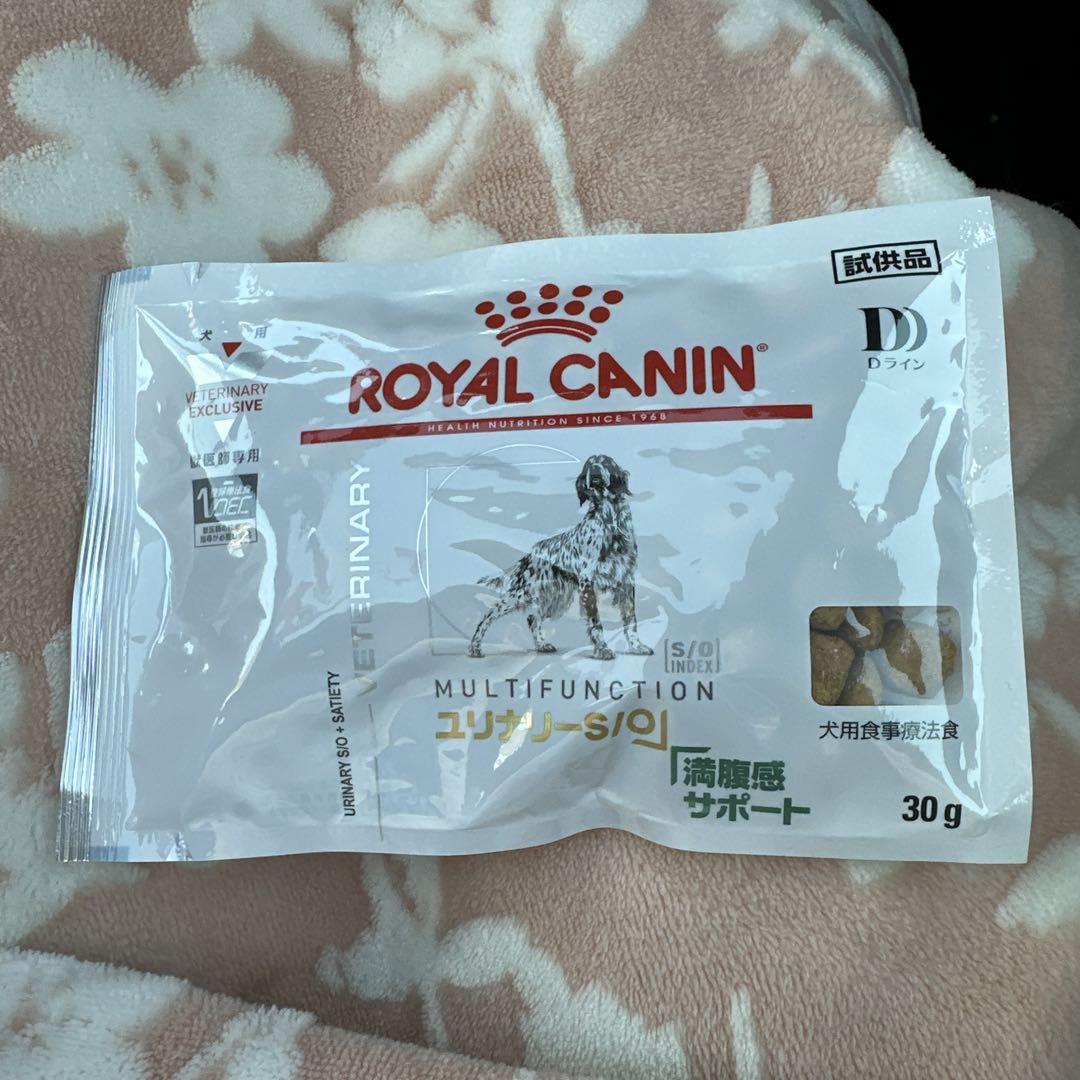 試供品
D
Dライン
犬 用
VETERINARY
EXCLUSIVE
獣医師専用
ROYAL CANIN®
HEALTH NUTRITION SINCE 1968
VETERINARY
URINARY S/O + SATIETY
S/O
INDEX
MULTIFUNCTION
ユリナリーS/O
満腹感
サポート
犬用食事療法食
30 g